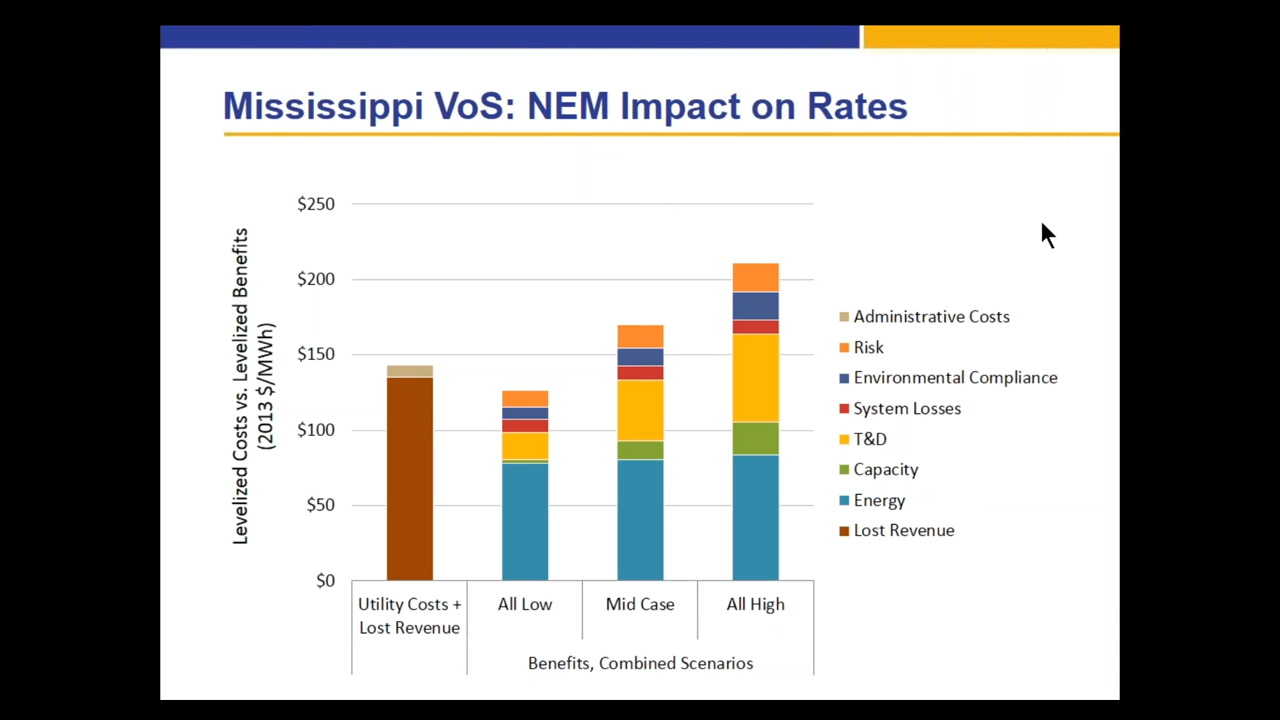 Mississippi VoS: NEM Impact on Rates
Levelized Costs vs. Levelized Benefits
(2013 $/MWh)
$250
$200
$150
$100
$50
$0
Utility Costs +
Lost Revenue
All Low
Mid Case
All High
Benefits, Combined Scenarios
Administrative Costs
Risk
Environmental Compliance
System Losses
T&D
Capacity
Energy
Lost Revenue